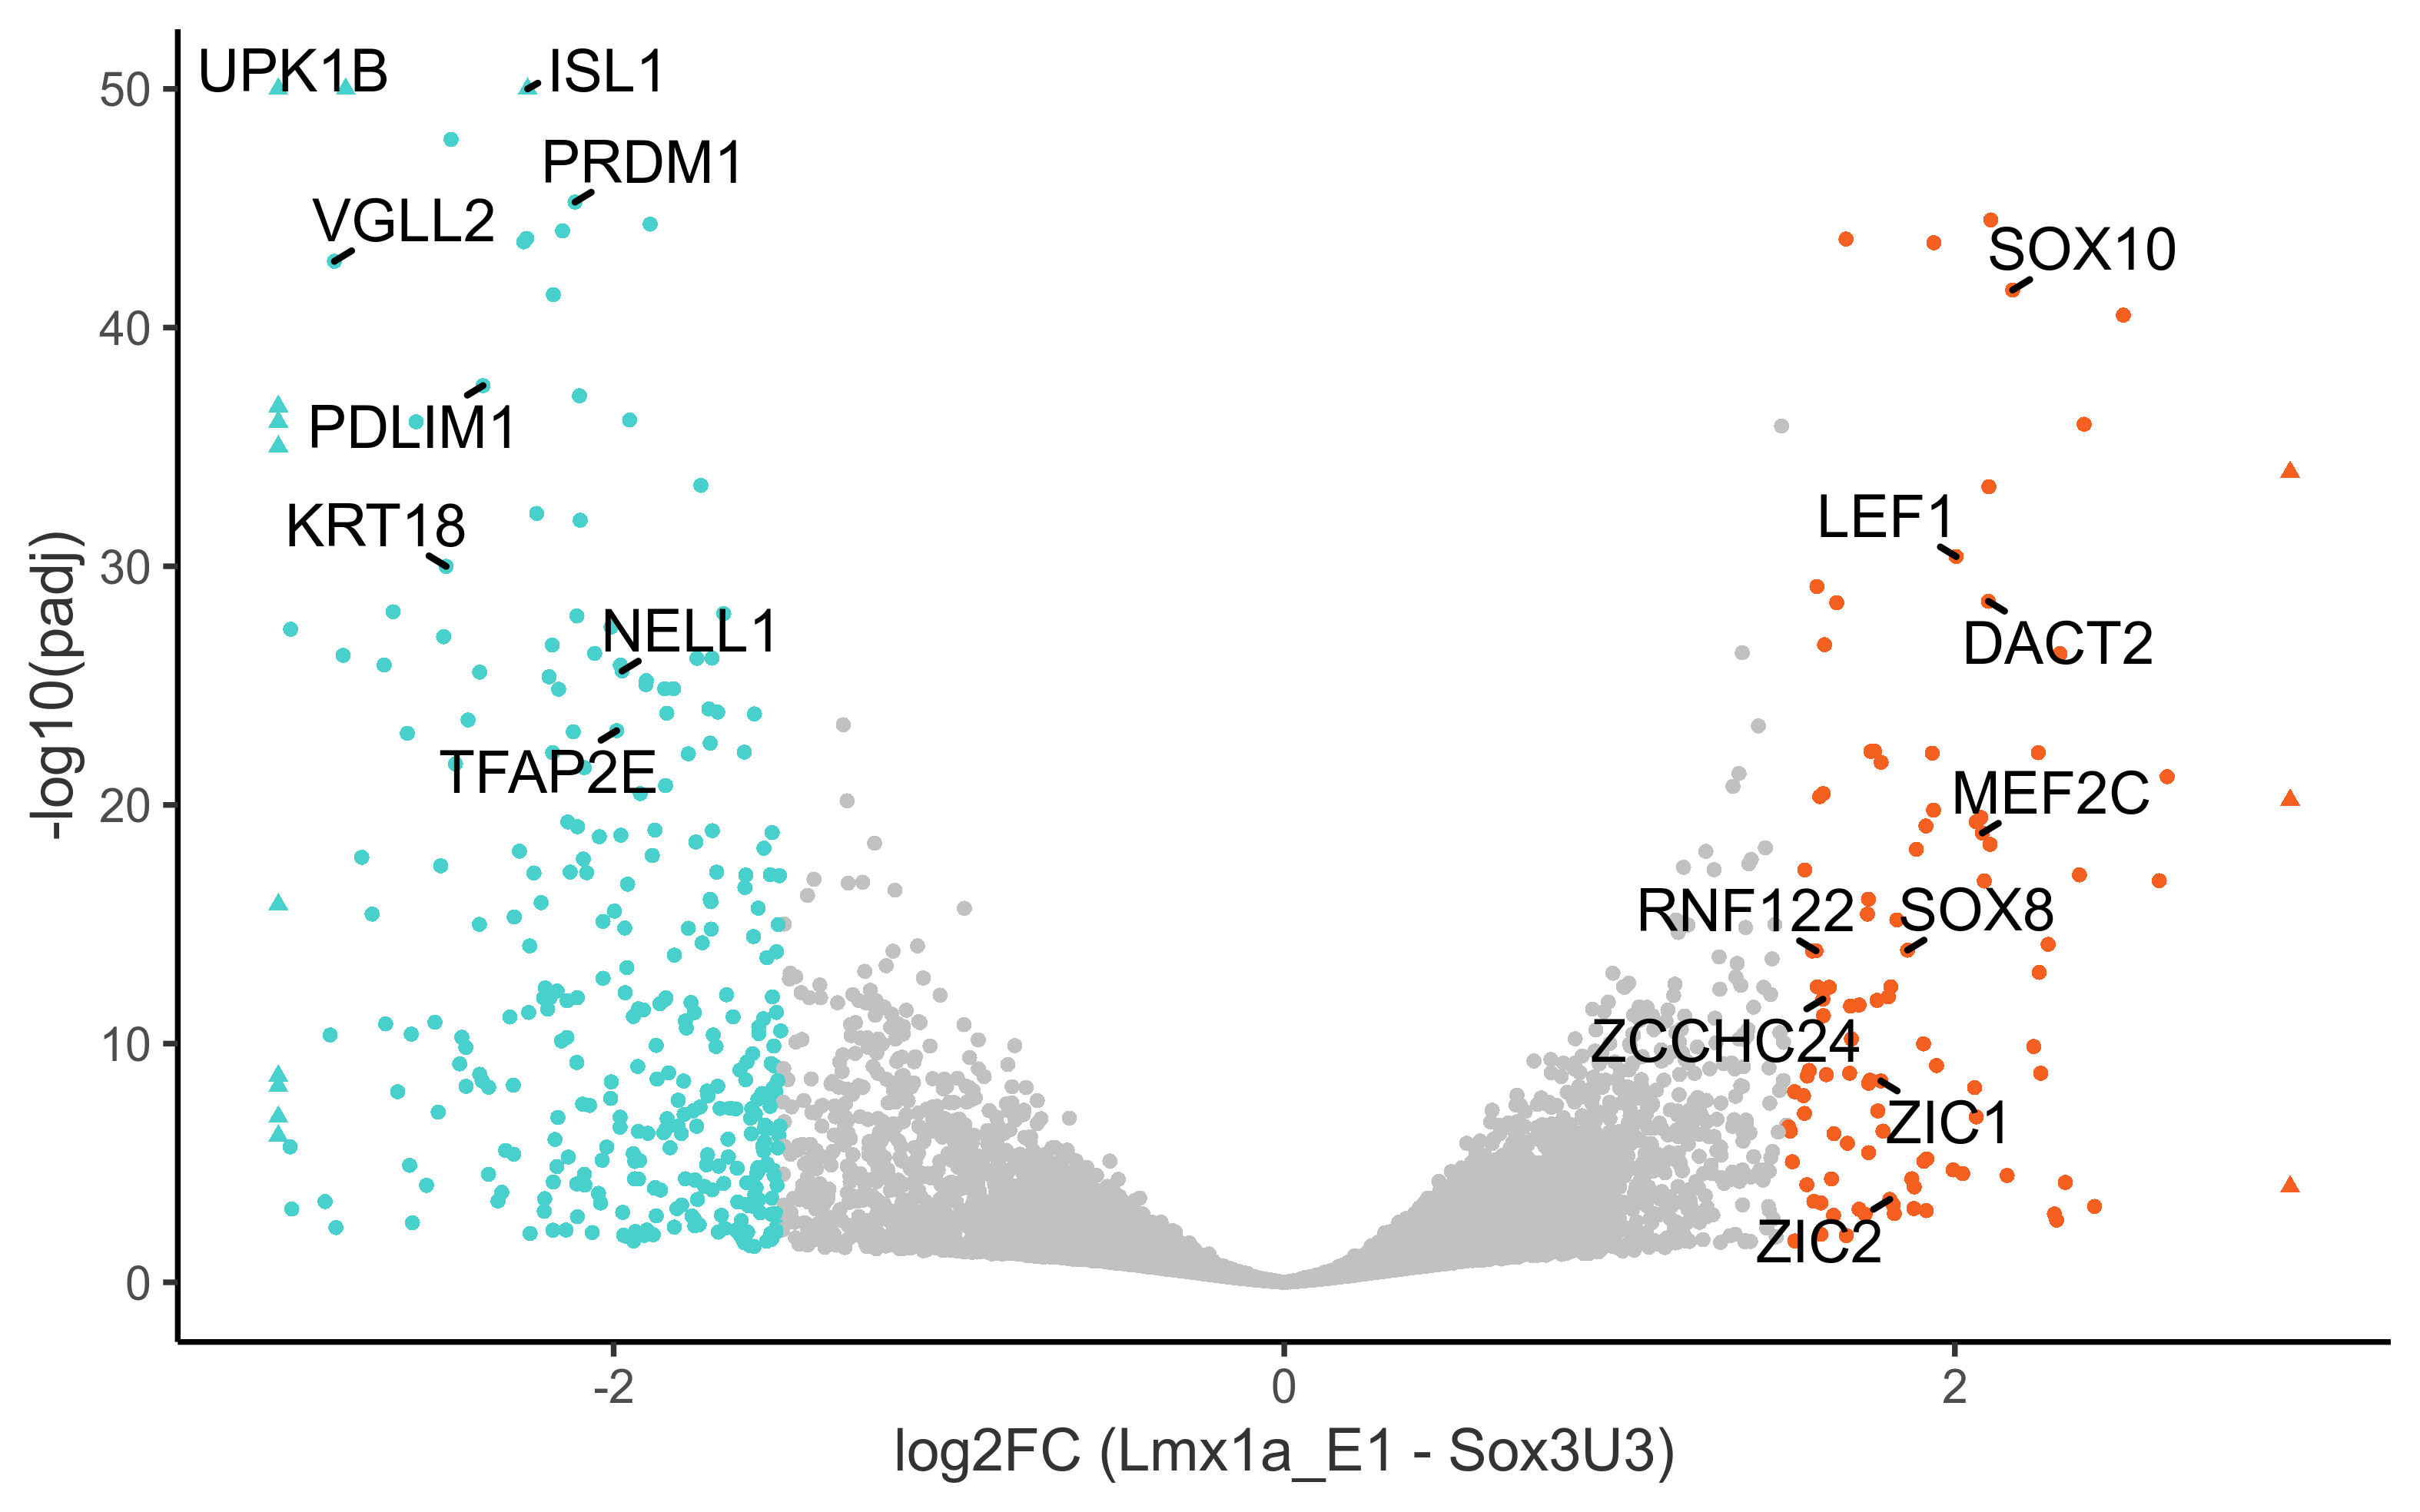 UPK1B
ISL1
PRDM1
VGLL2
SOX10
PDLIM1
LEF1
KRT18
NELL1
DACT2
TFAP2E
MEF2C
RNF122
SOX8
ZCCHC24
ZIC1
ZIC2
50
40
30
20
10
0
-log10(padj)
-2
0
2
log2FC (Lmx1a_E1 - Sox3U3)